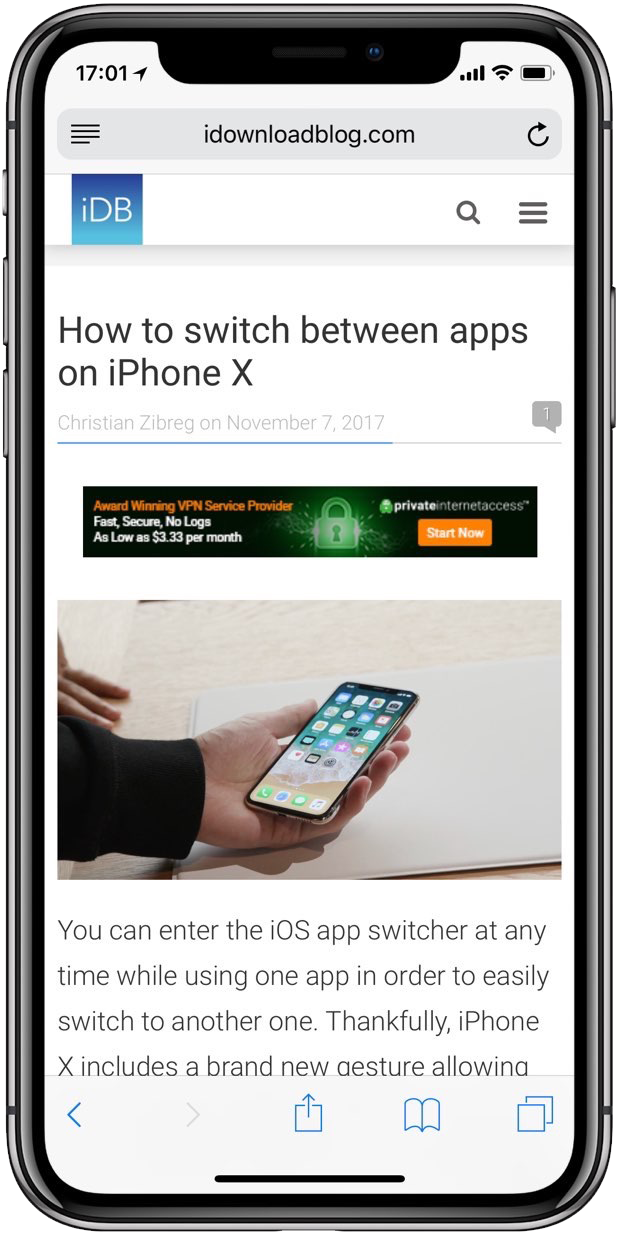 17:01
idownloadblog.com
iDB
How to switch between apps
on iPhone X
Christian Zibreg on November 7, 2017
1
Award Winning VPN Service Provider
Fast, Secure, No Logs
As Low as $3.33 per month
privateinternetaccess™
Start Now
You can enter the iOS app switcher at any
time while using one app in order to easily
switch to another one. Thankfully, iPhone
X includes a brand new gesture allowing